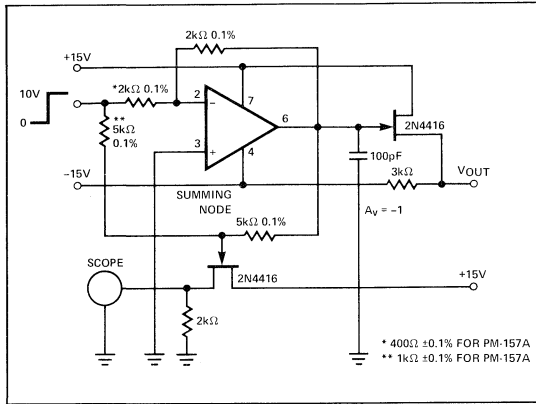 2kΩ 0.1%
+15V
10V
*2kΩ 0.1%
2
−
7
0
**
5kΩ
0.1%
6
2N4416
3
+
4
100pF
−15V
3kΩ
VOUT
SUMMING
NODE
AV = −1
5kΩ 0.1%
SCOPE
2N4416
+15V
2kΩ
* 400Ω ±0.1% FOR PM-157A
** 1kΩ ±0.1% FOR PM-157A